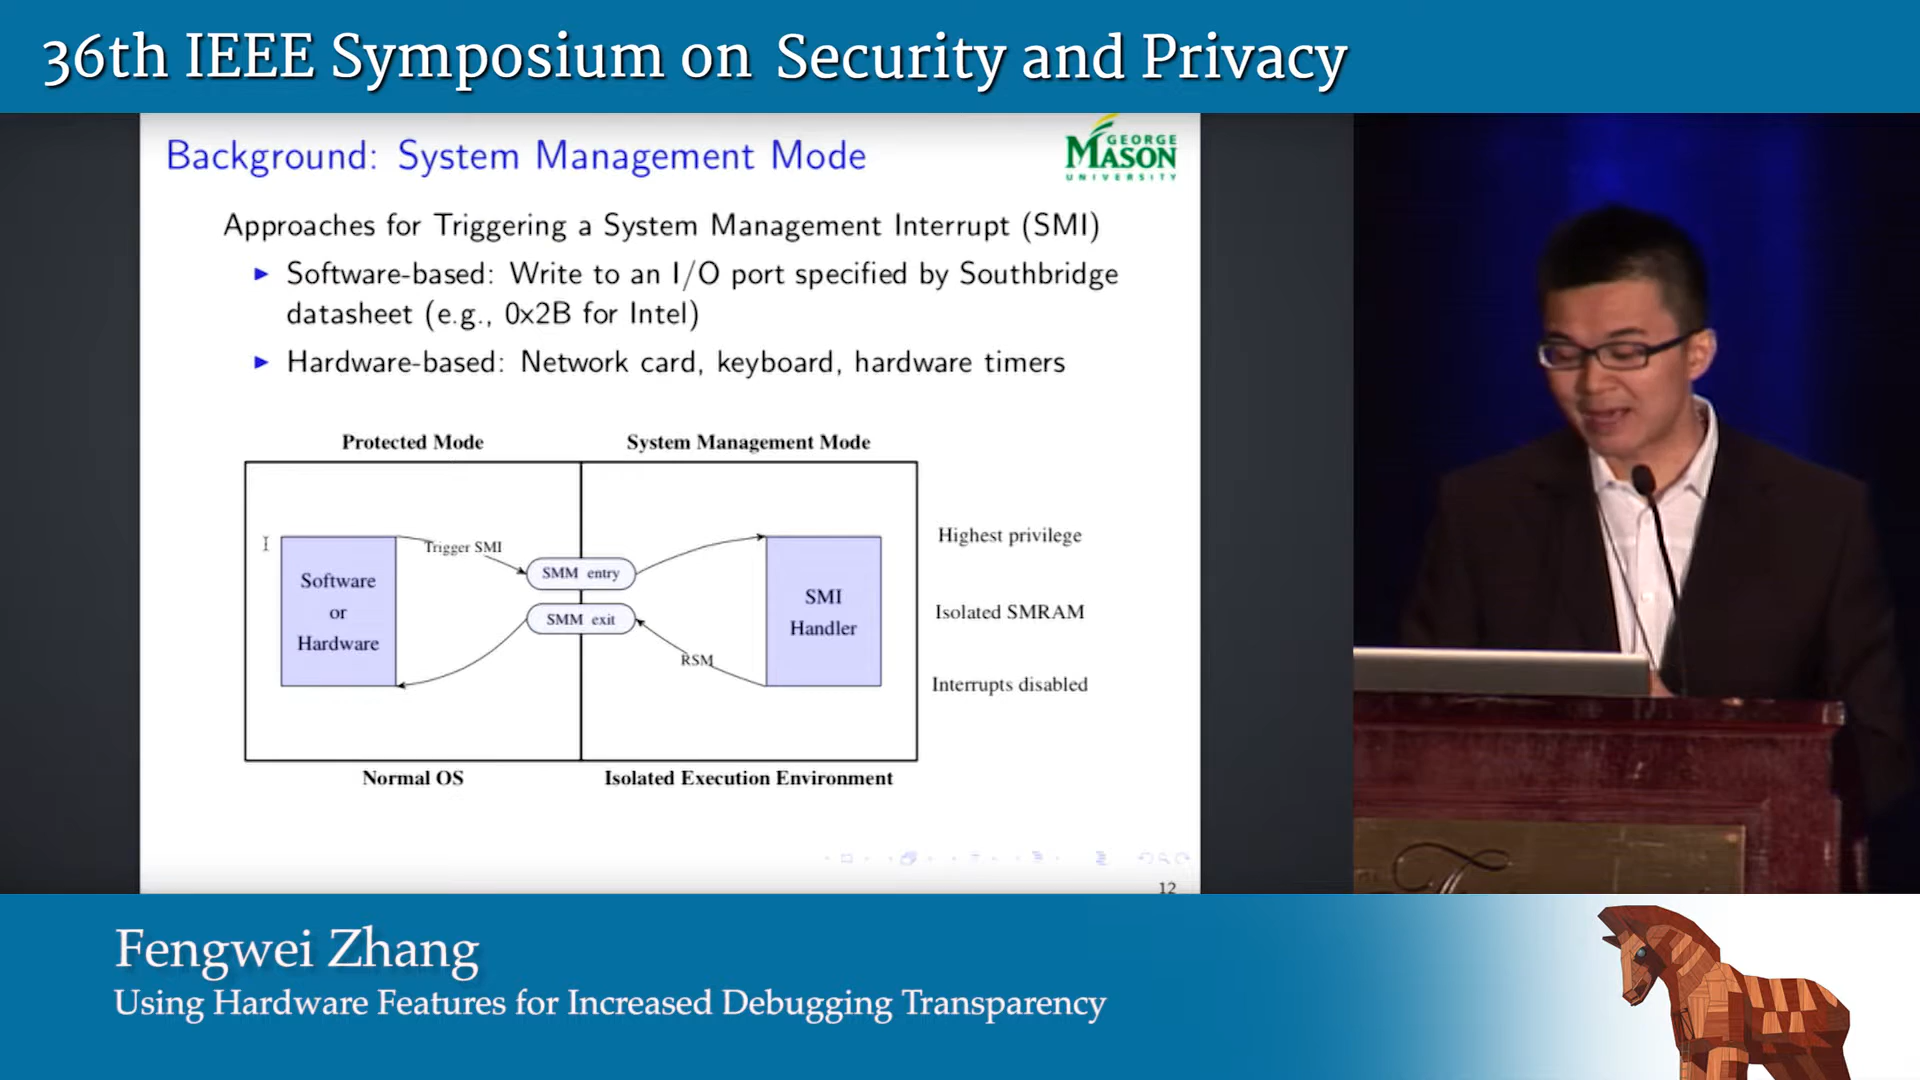 36th IEEE Symposium on Security and Privacy
Background: System Management Mode
GEORGE
MASON
UNIVERSITY
Approaches for Triggering a System Management Interrupt (SMI)
Software-based: Write to an I/O port specified by Southbridge
datasheet (e.g., 0x2B for Intel)
Hardware-based: Network card, keyboard, hardware timers
Protected Mode
System Management Mode
Trigger SMI
SMM entry
SMM exit
RSM
Software
or
Hardware
SMI
Handler
Highest privilege
Isolated SMRAM
Interrupts disabled
Normal OS
Isolated Execution Environment
12
Fengwei Zhang
Using Hardware Features for Increased Debugging Transparency